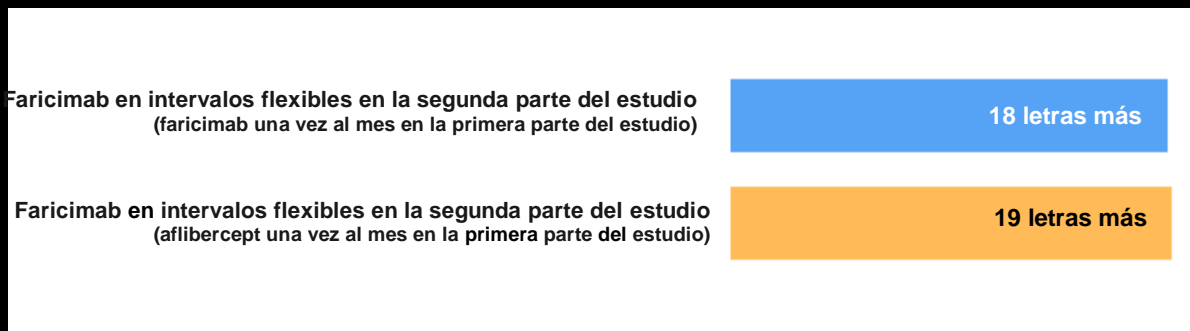 Faricimab en intervalos flexibles en la segunda parte del estudio
(faricimab una vez al mes en la primera parte del estudio)
18 letras más
Faricimab en intervalos flexibles en la segunda parte del estudio
(aflibercept una vez al mes en la primera parte del estudio)
19 letras más